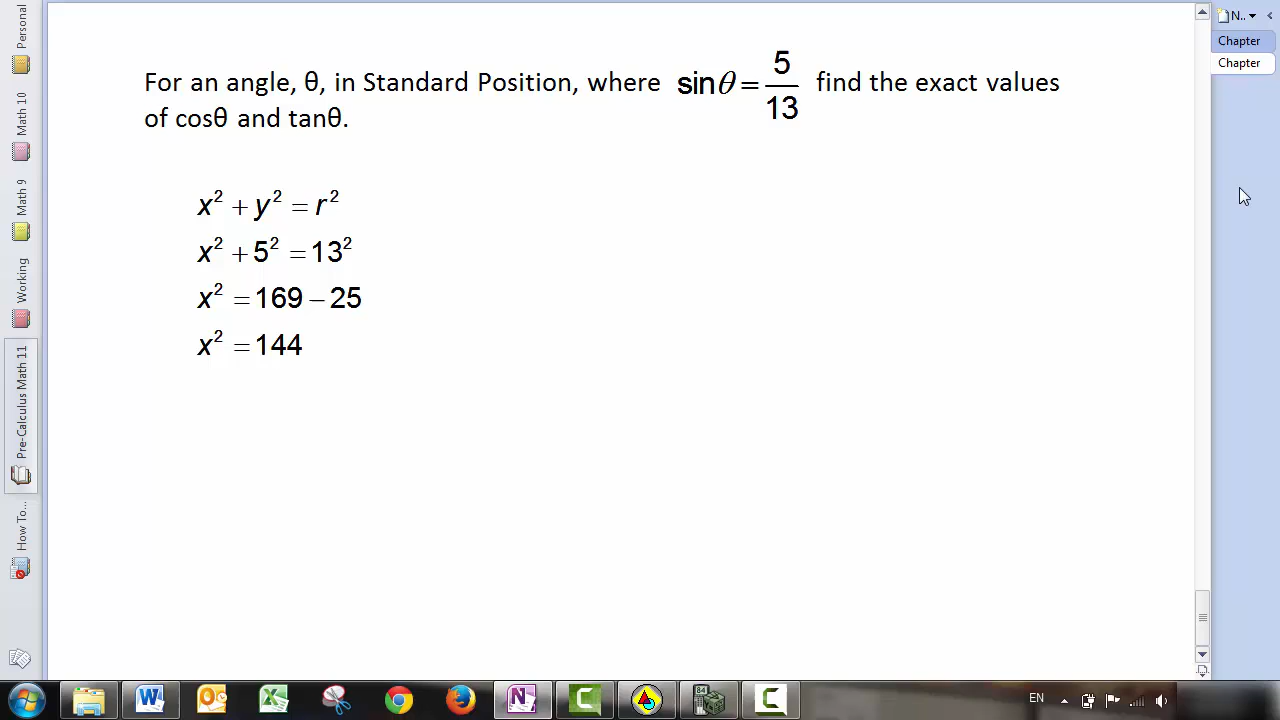 Personal
Math 10
Math 9
Working
Pre-Calculus Math 11
How To...
N..
Chapter
Chapter
For an angle, θ, in Standard Position, where sinθ = 5/13 find the exact values
of cosθ and tanθ.
x² + y² = r²
x² + 5² = 13²
x² = 169 – 25
x² = 144
EN